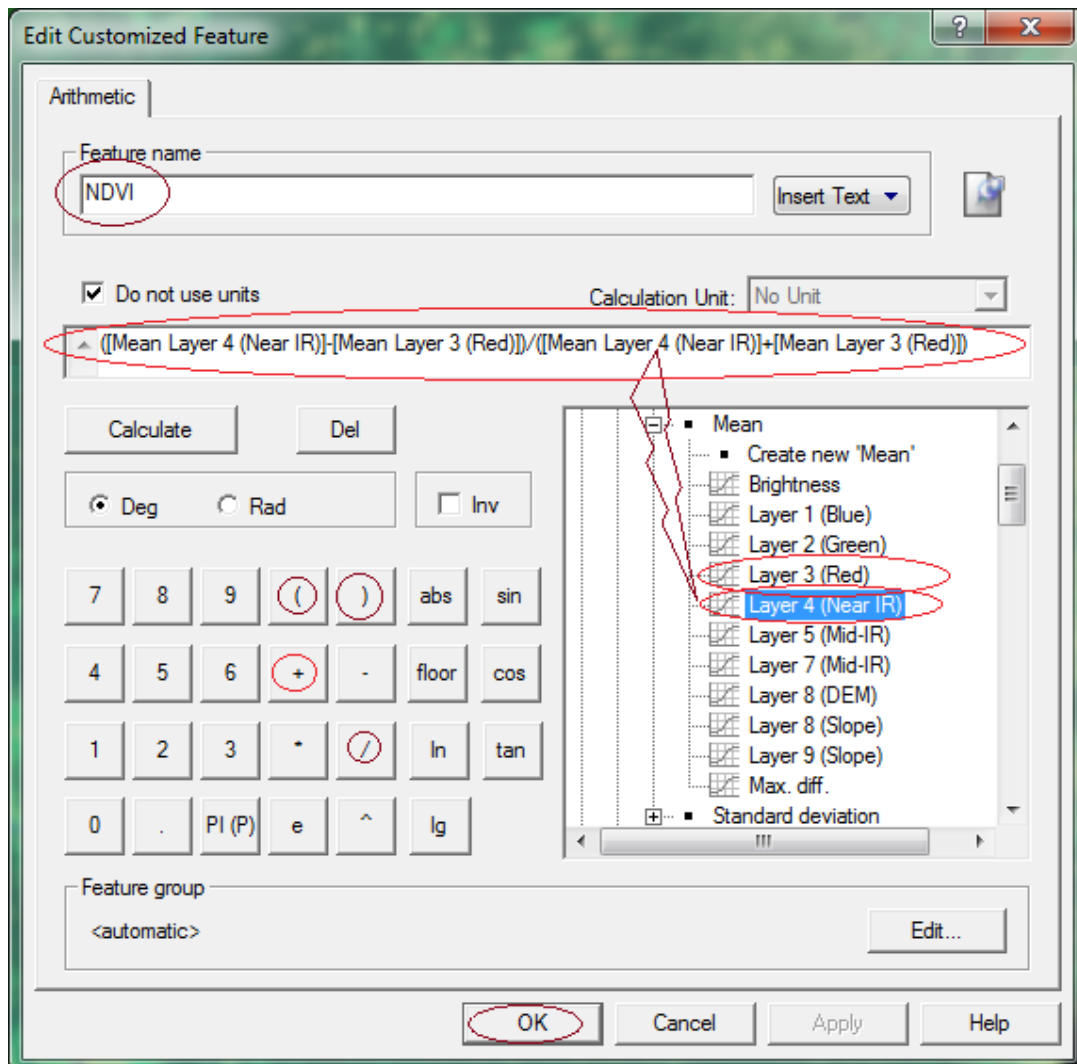 Edit Customized Feature
? X
Arithmetic
Feature name
NDVI
Insert Text
Do not use units
Calculation Unit: No Unit
([Mean Layer 4 (Near IR)]-[Mean Layer 3 (Red)])/([Mean Layer 4 (Near IR)]+[Mean Layer 3 (Red)])
Calculate Del
Deg Rad Inv
7 8 9 ( ) abs sin
4 5 6 + - floor cos
1 2 3 * / ln tan
0 . PI (P) e ^ lg
Mean
Create new 'Mean'
Brightness
Layer 1 (Blue)
Layer 2 (Green)
Layer 3 (Red)
Layer 4 (Near IR)
Layer 5 (Mid-IR)
Layer 7 (Mid-IR)
Layer 8 (DEM)
Layer 8 (Slope)
Layer 9 (Slope)
Max. diff.
Standard deviation
Feature group
<automatic>
Edit...
OK Cancel Apply Help